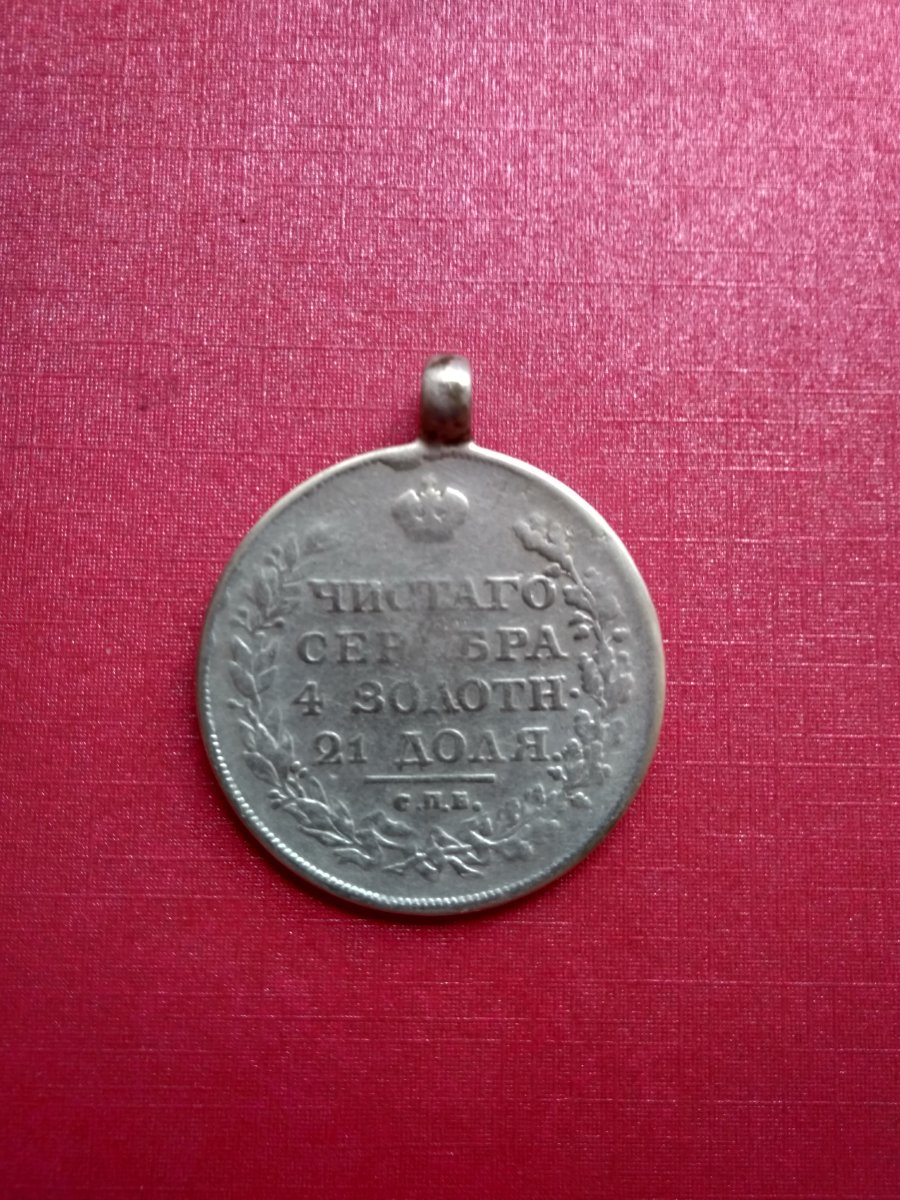 ЧИСТАГО
СЕРЕБРА
4 ЗОЛОТН.
21 ДОЛЯ.
С.П.Б.